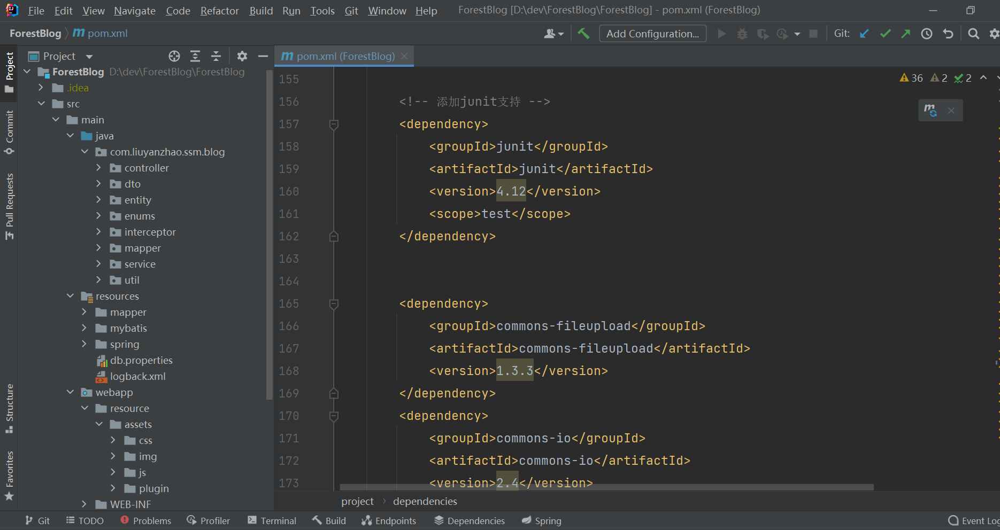 File Edit View Navigate Code Refactor Build Run Tools Git Window Help ForestBlog [D:\dev\ForestBlog\ForestBlog] - pom.xml (ForestBlog)
ForestBlog pom.xml Add Configuration... Git:
Project
pom.xml (ForestBlog)
Project
Commit
Pull Requests
Structure
Favorites
ForestBlog D:\dev\ForestBlog\ForestBlog
.idea
src
main
java
com.liuyanzhao.ssm.blog
controller
dto
entity
enums
interceptor
mapper
service
util
resources
mapper
mybatis
spring
db.properties
logback.xml
webapp
resource
assets
css
img
js
plugin
WEB-INF
36 2 2
155
156 <!-- 添加junit支持 -->
157 <dependency>
158 <groupId>junit</groupId>
159 <artifactId>junit</artifactId>
160 <version>4.12</version>
161 <scope>test</scope>
162 </dependency>
163
164
165 <dependency>
166 <groupId>commons-fileupload</groupId>
167 <artifactId>commons-fileupload</artifactId>
168 <version>1.3.3</version>
169 </dependency>
170 <dependency>
171 <groupId>commons-io</groupId>
172 <artifactId>commons-io</artifactId>
173 <version>2.4</version>
project › dependencies
Git TODO Problems Profiler Terminal Build Endpoints Dependencies Spring Event Log